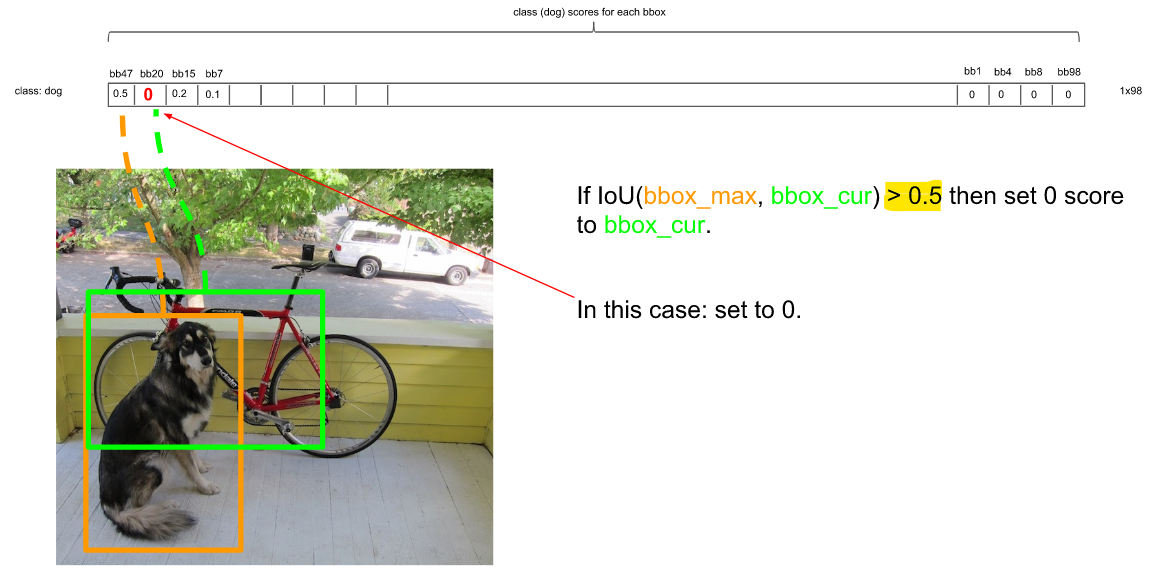 class (dog) scores for each bbox
bb47 bb20 bb15 bb7 bb1 bb4 bb8 bb98
class: dog 0.5 0 0.2 0.1 0 0 0 0 1x98
If IoU(bbox_max, bbox_cur) > 0.5 then set 0 score
to bbox_cur.
In this case: set to 0.